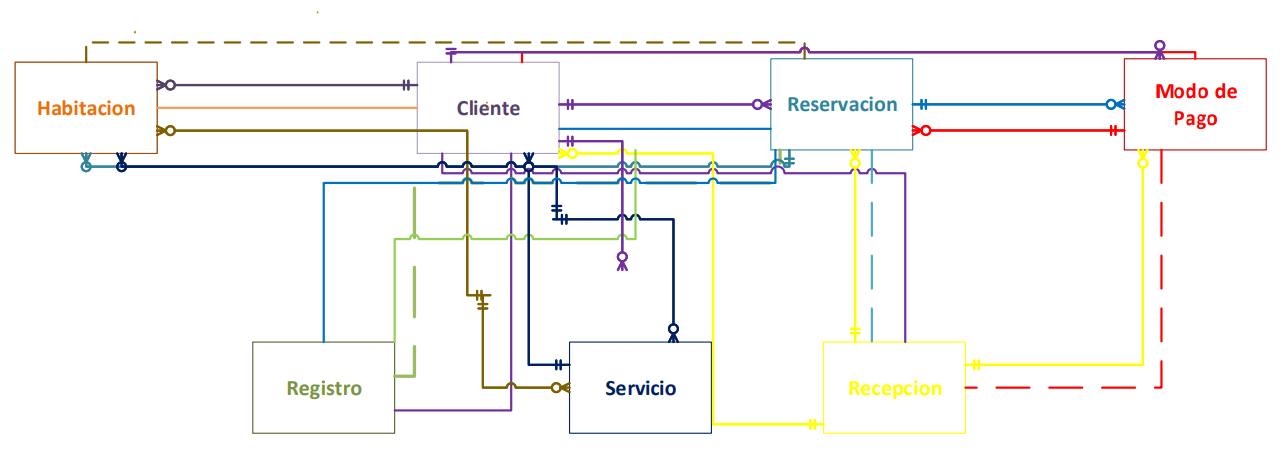 Habitacion
Cliente
Reservacion
Modo de
Pago
Registro
Servicio
Recepcion